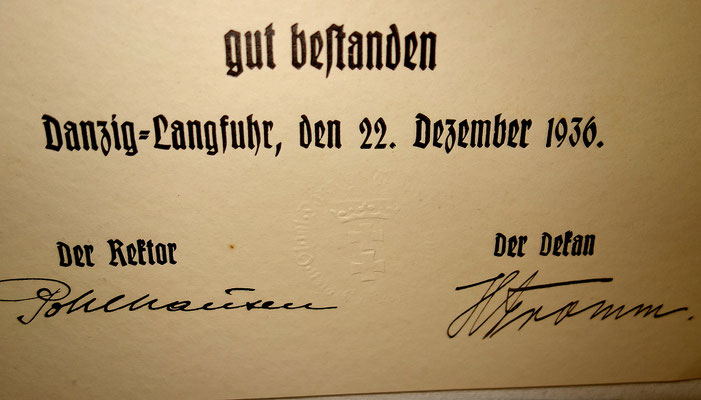 gut bestanden
Danzig=Langfuhr, den 22. Dezember 1936.
Der Rektor
Der Dekan
Pohlhausen